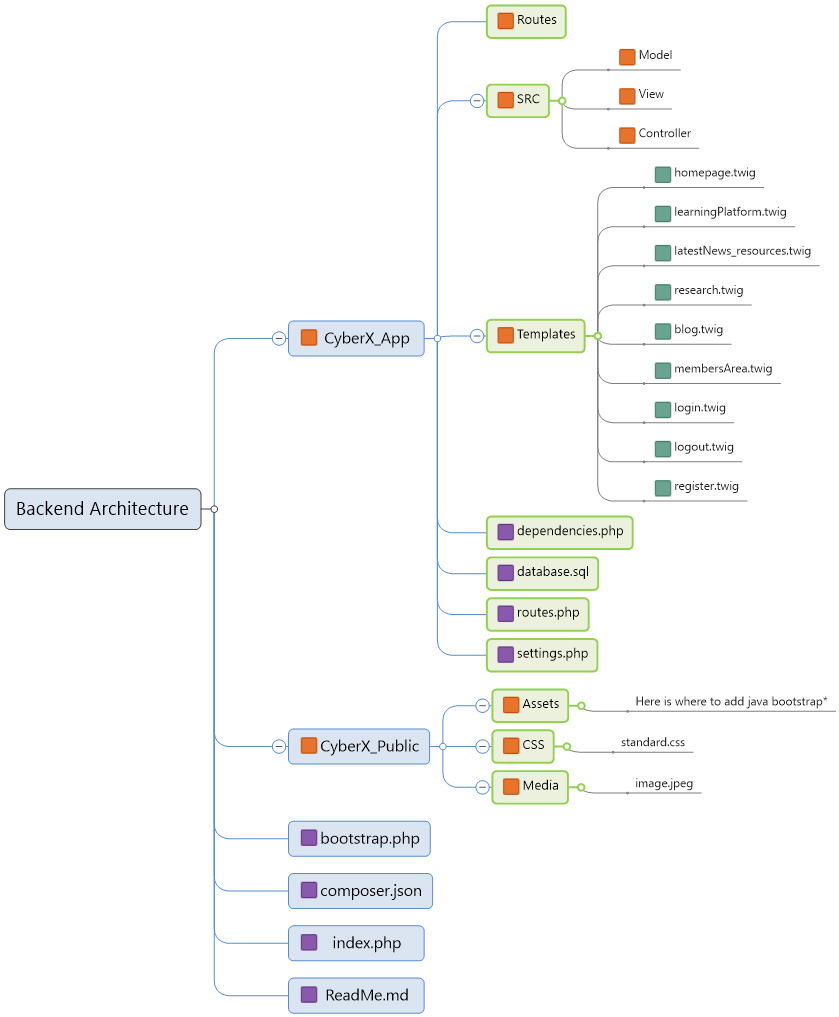 Routes
SRC
Model
View
Controller
homepage.twig
learningPlatform.twig
latestNews_resources.twig
research.twig
CyberX_App
Templates
blog.twig
membersArea.twig
login.twig
logout.twig
register.twig
Backend Architecture
dependencies.php
database.sql
routes.php
settings.php
Assets
Here is where to add java bootstrap*
CyberX_Public
CSS
standard.css
Media
image.jpeg
bootstrap.php
composer.json
index.php
ReadMe.md